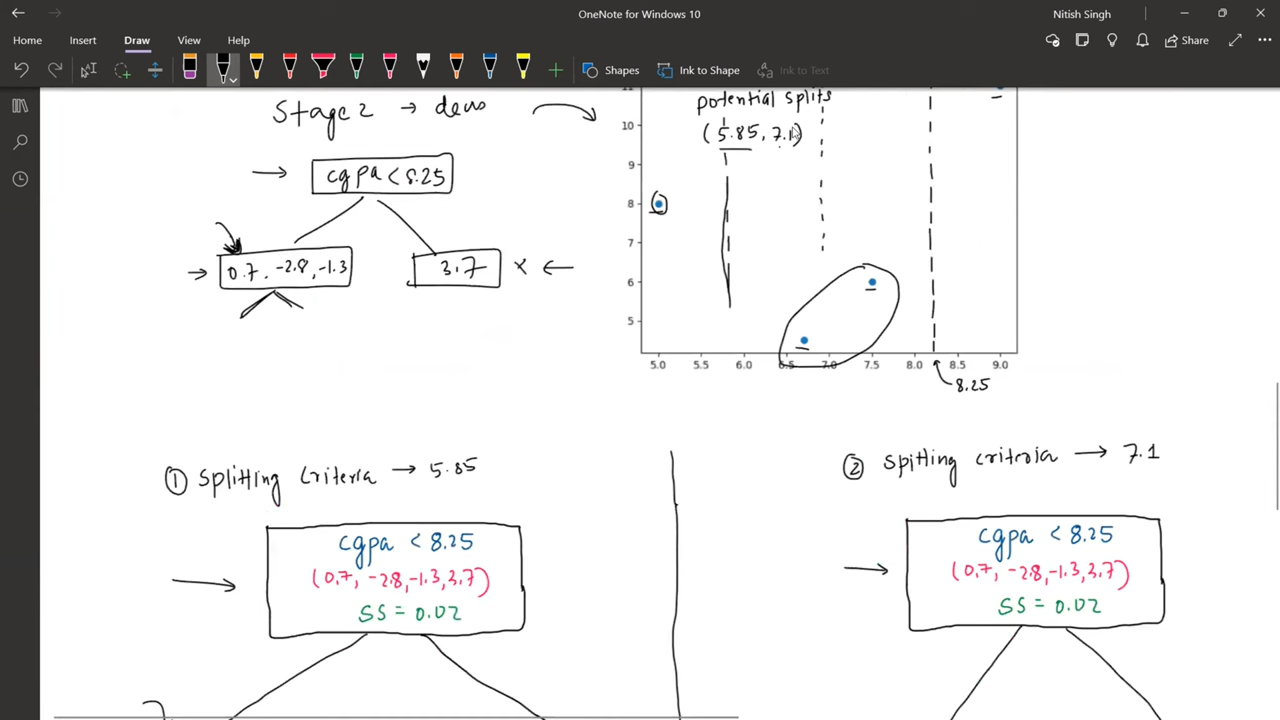 OneNote for Windows 10
Nitish Singh
Home
Insert
Draw
View
Help
Share
Shapes
Ink to Shape
Ink to Text
Stage 2 → demo
cgpa < 8.25
0.7, -2.8, -1.3
3.7 x
potential splits
(5.85, 7.1)
11
10
9
8
7
6
5
5.0 5.5 6.0 6.5 7.0 7.5 8.0 8.5 9.0
8.25
① Splitting Criteria → 5.85
cgpa < 8.25
(0.7, -2.8, -1.3, 3.7)
SS = 0.02
② Spitting criteria → 7.1
cgpa < 8.25
(0.7, -2.8, -1.3, 3.7)
SS = 0.02